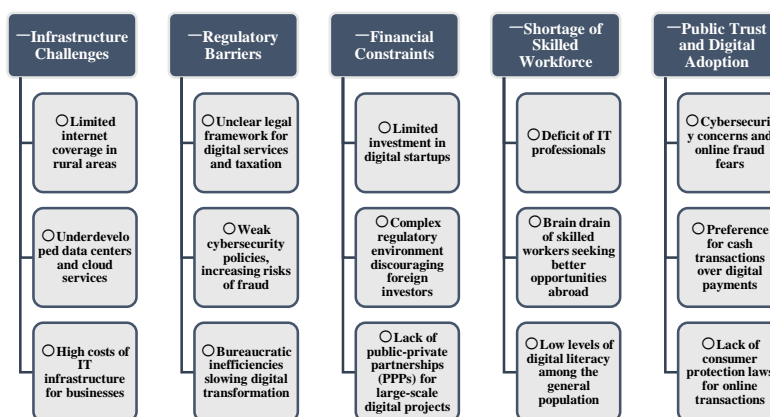 —Infrastructure
Challenges
○Limited
internet
coverage in
rural areas
○Underdevelo
ped data centers
and cloud
services
○High costs of
IT
infrastructure
for businesses
—Regulatory
Barriers
○Unclear legal
framework for
digital services
and taxation
○Weak
cybersecurity
policies,
increasing risks
of fraud
○Bureaucratic
inefficiencies
slowing digital
transformation
—Financial
Constraints
○Limited
investment in
digital startups
○Complex
regulatory
environment
discouraging
foreign
investors
○Lack of
public-private
partnerships
(PPPs) for
large-scale
digital projects
—Shortage of
Skilled
Workforce
○Deficit of IT
professionals
○Brain drain
of skilled
workers seeking
better
opportunities
abroad
○Low levels of
digital literacy
among the
general
population
—Public Trust
and Digital
Adoption
○Cybersecurit
y concerns and
online fraud
fears
○Preference
for cash
transactions
over digital
payments
○Lack of
consumer
protection laws
for online
transactions